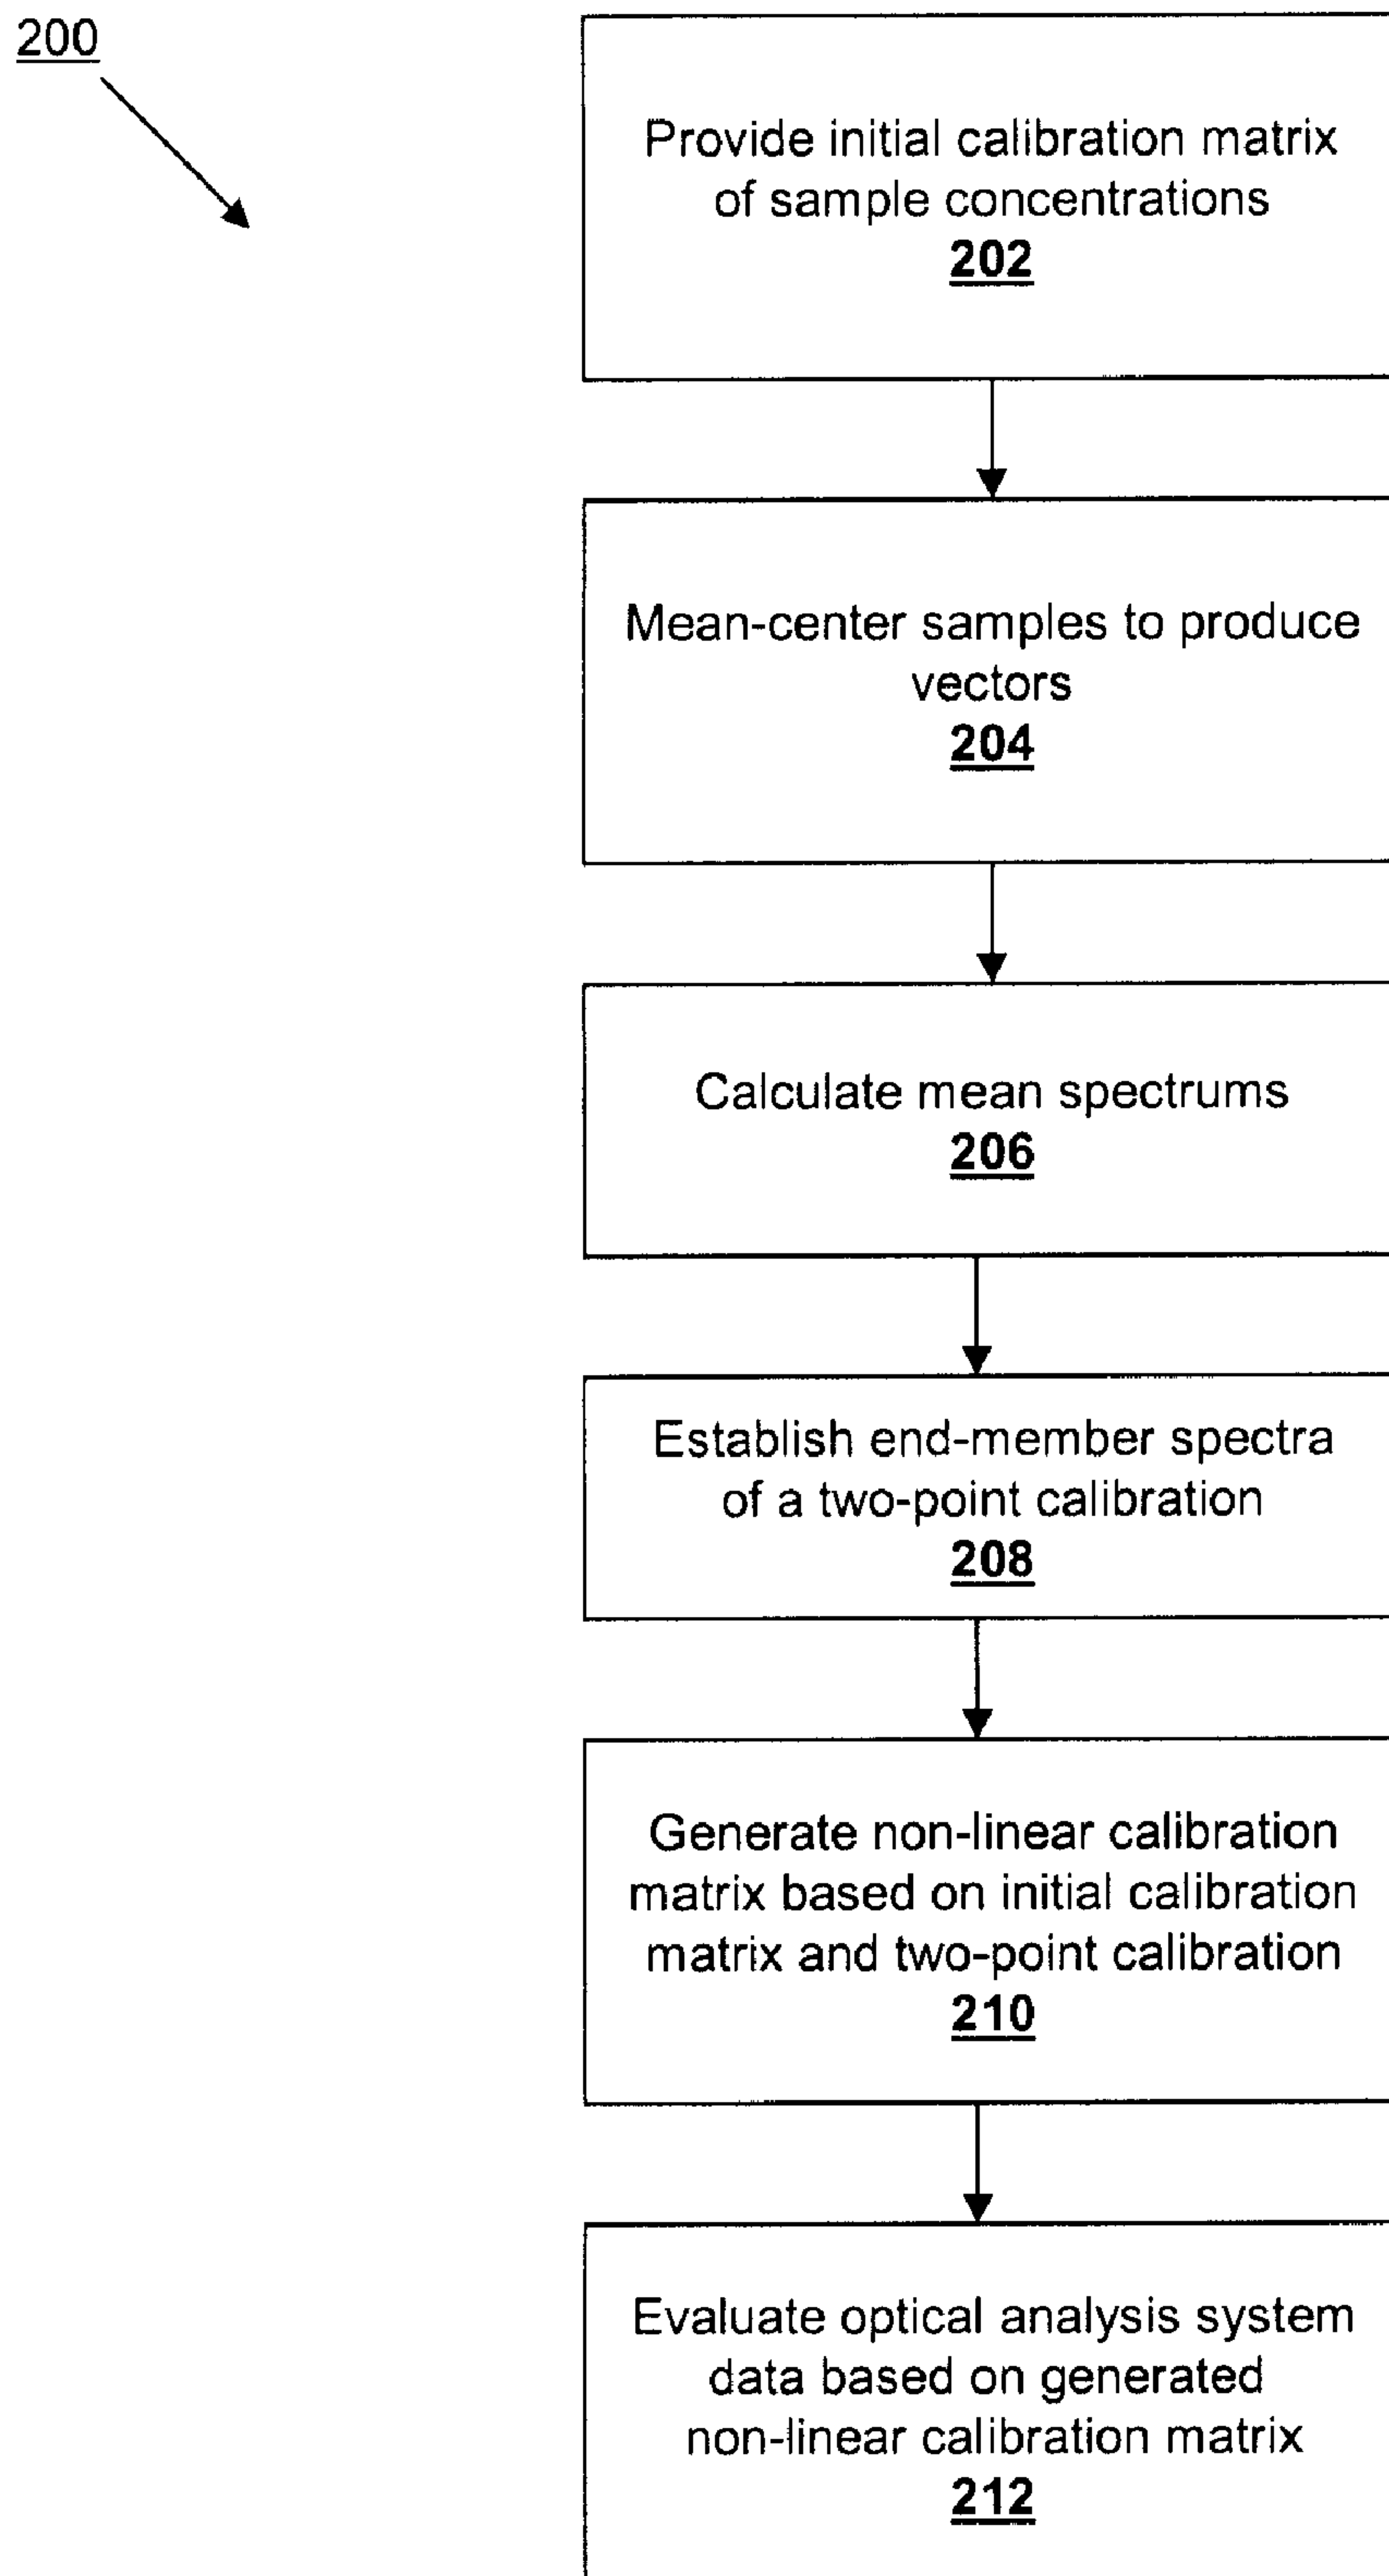 200
Provide initial calibration matrix
of sample concentrations
202
Mean-center samples to produce
vectors
204
Calculate mean spectrums
206
Establish end-member spectra
of a two-point calibration
208
Generate non-linear calibration
matrix based on initial calibration
matrix and two-point calibration
210
Evaluate optical analysis system
data based on generated
non-linear calibration matrix
212